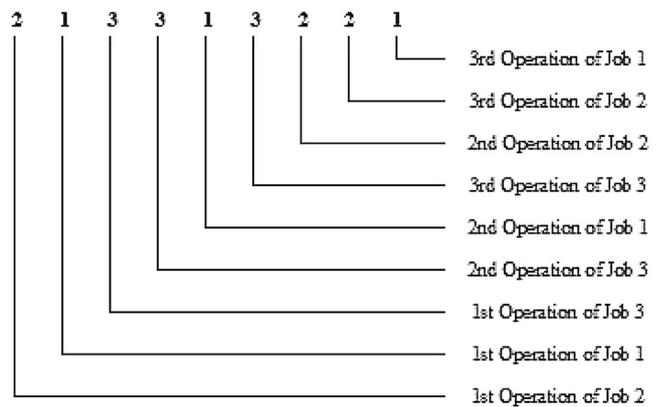 2 1 3 3 1 3 2 2 1
3rd Operation of Job 1
3rd Operation of Job 2
2nd Operation of Job 2
3rd Operation of Job 3
2nd Operation of Job 1
2nd Operation of Job 3
1st Operation of Job 3
1st Operation of Job 1
1st Operation of Job 2